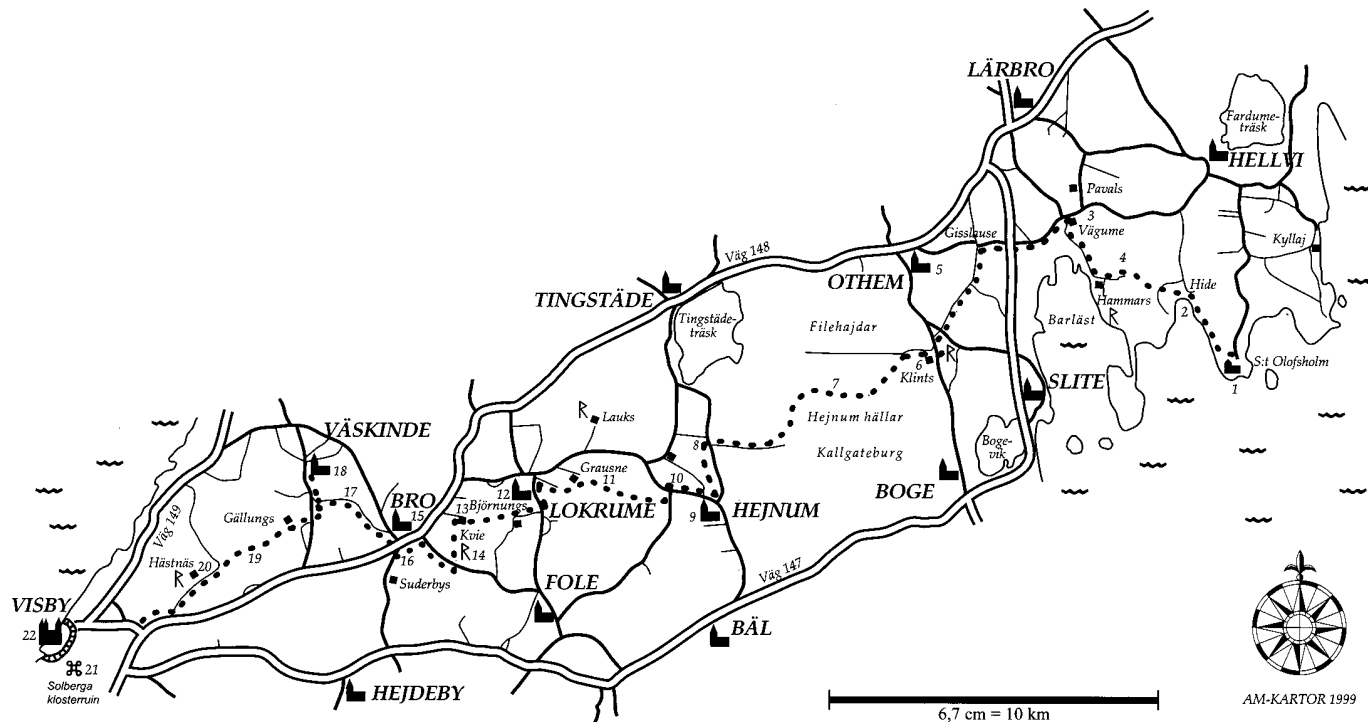 LÄRBRO
Fardume-
träsk
HELLVI
Pavals
3
Vägume
Gisslause
Kyllaj
Väg 148
5
4
OTHEM
Hammars
Hide
2
TINGSTÄDE
Tingstäde-
träsk
Filehajdar
Barläst
S:t Olofsholm
1
6
Klints
7
SLITE
Lauks
Hejnum hällar
Kallgateburg
VÄSKINDE
18
8
Boge-
vik
BOGE
17
Grausne
11
10
12
BRO
15
13
Björnungs
LOKRUME
9
HEJNUM
Gällungs
Väg 149
Kvie
14
16
19
Hästnäs
20
Suderbys
Väg 147
VISBY
22
FOLE
BÄL
21
Solberga
klosterruin
HEJDEBY
6,7 cm = 10 km
AM-KARTOR 1999